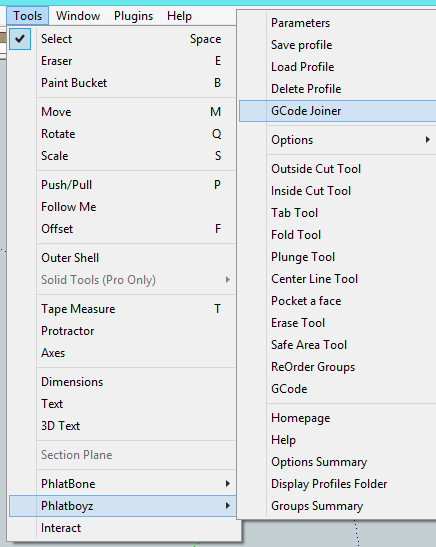 Tools Window Plugins Help
Select Space
Eraser E
Paint Bucket B
Move M
Rotate Q
Scale S
Push/Pull P
Follow Me
Offset F
Outer Shell
Solid Tools (Pro Only)
Tape Measure T
Protractor
Axes
Dimensions
Text
3D Text
Section Plane
PhlatBone
Phlatboyz
Interact
Parameters
Save profile
Load Profile
Delete Profile
GCode Joiner
Options
Outside Cut Tool
Inside Cut Tool
Tab Tool
Fold Tool
Plunge Tool
Center Line Tool
Pocket a face
Erase Tool
Safe Area Tool
ReOrder Groups
GCode
Homepage
Help
Options Summary
Display Profiles Folder
Groups Summary